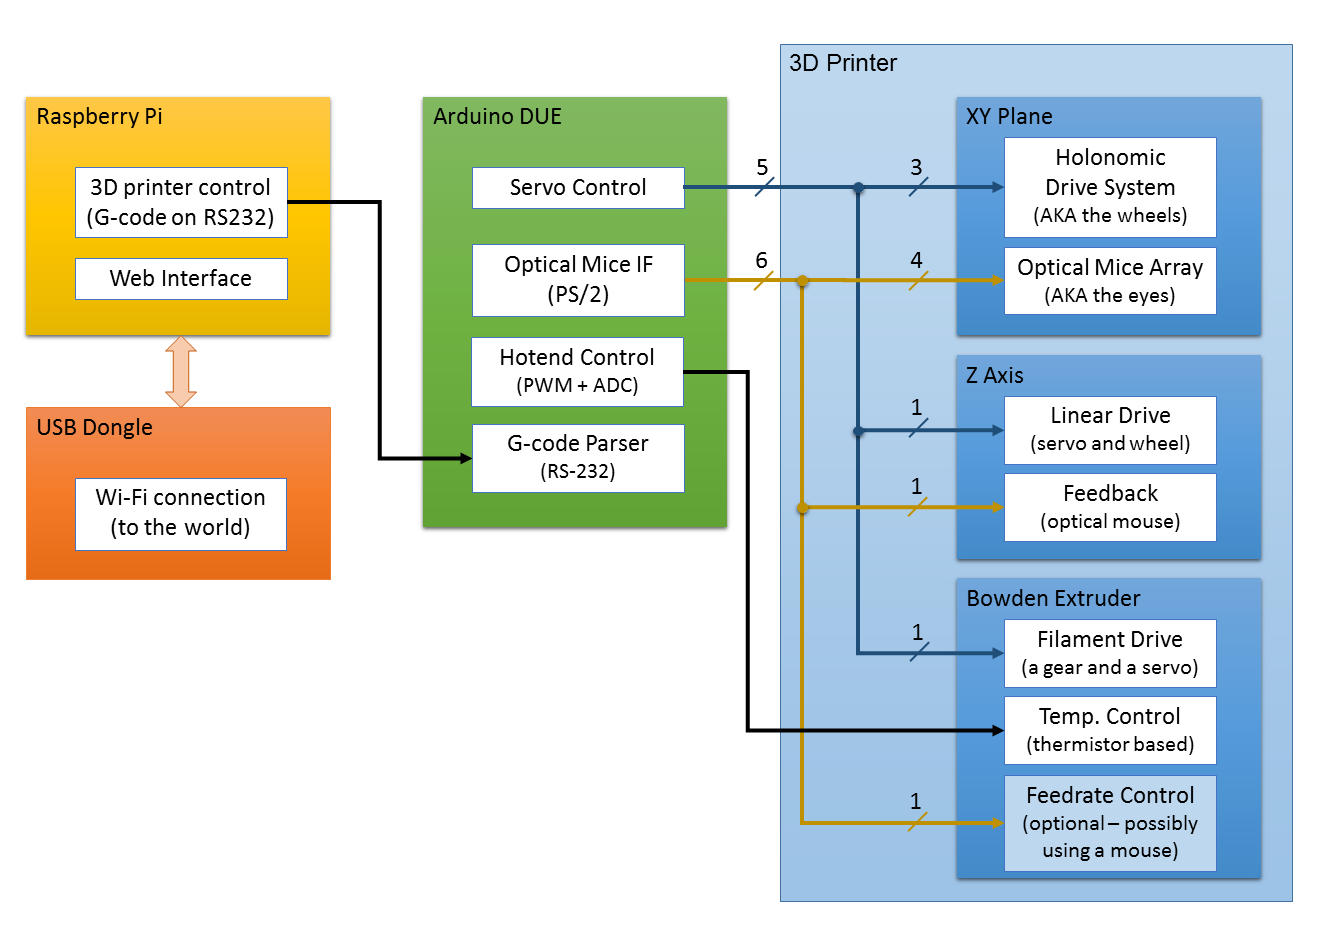 3D Printer
Raspberry Pi
3D printer control
(G-code on RS232)
Web Interface
USB Dongle
Wi-Fi connection
(to the world)
Arduino DUE
Servo Control
Optical Mice IF
(PS/2)
Hotend Control
(PWM + ADC)
G-code Parser
(RS-232)
5
3
6
4
1
1
1
1
XY Plane
Holonomic
Drive System
(AKA the wheels)
Optical Mice Array
(AKA the eyes)
Z Axis
Linear Drive
(servo and wheel)
Feedback
(optical mouse)
Bowden Extruder
Filament Drive
(a gear and a servo)
Temp. Control
(thermistor based)
Feedrate Control
(optional – possibly
using a mouse)